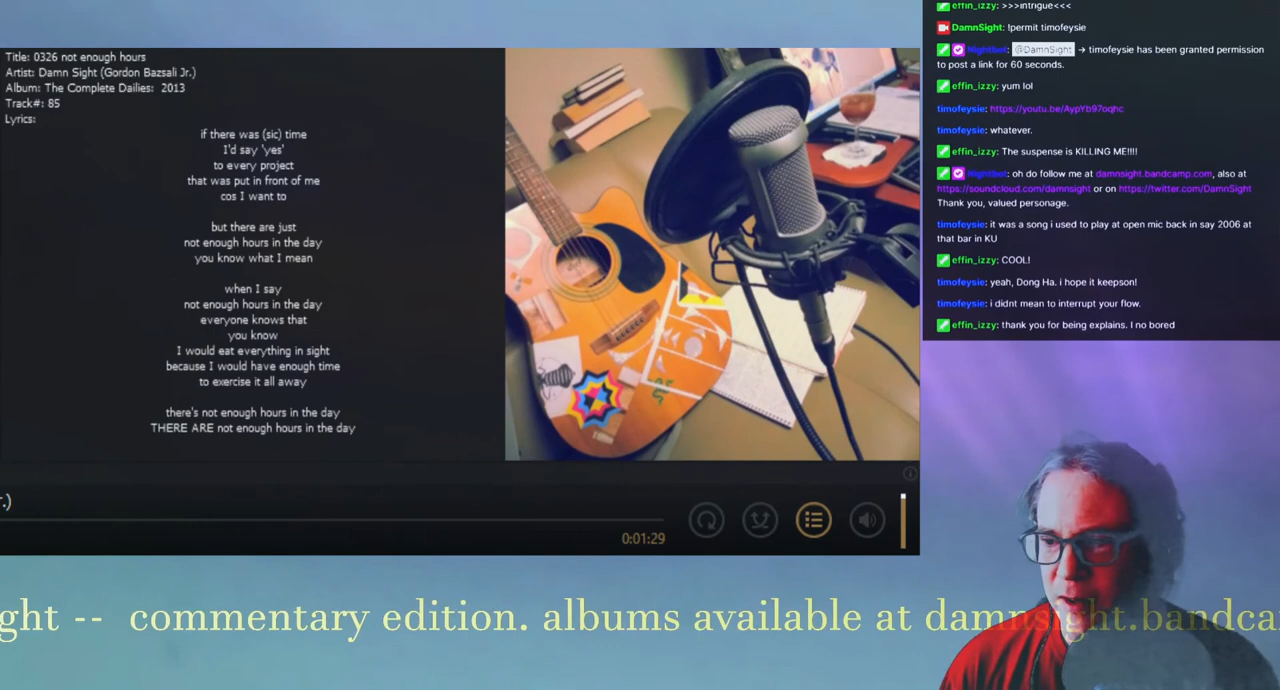 Title: 0326 not enough hours
Artist: Damn Sight (Gordon Bazsali Jr.)
Album: The Complete Dailies: 2013
Track#: 85
Lyrics:
if there was (sic) time
I'd say 'yes'
to every project
that was put in front of me
cos I want to
but there are just
not enough hours in the day
you know what I mean
when I say
not enough hours in the day
everyone knows that
you know
I would eat everything in sight
because I would have enough time
to exercise it all away
there's not enough hours in the day
THERE ARE not enough hours in the day
r.)
0:01:29
effin_izzy: >>>intrigue<<<
DamnSight: !permit timofeysie
Nightbot: @DamnSight → timofeysie has been granted permission
to post a link for 60 seconds.
effin_izzy: yum lol
timofeysie: https://youtu.be/AypYb97oqhc
timofeysie: whatever.
effin_izzy: The suspense is KILLING ME!!!!
Nightbot: oh do follow me at damnsight.bandcamp.com, also at
https://soundcloud.com/damnsight or on https://twitter.com/DamnSight
Thank you, valued personage.
timofeysie: it was a song i used to play at open mic back in say 2006 at
that bar in KU
effin_izzy: COOL!
timofeysie: yeah, Dong Ha. i hope it keepson!
timofeysie: i didnt mean to interrupt your flow.
effin_izzy: thank you for being explains. I no bored
ght -- commentary edition. albums available at damnsight.bandca